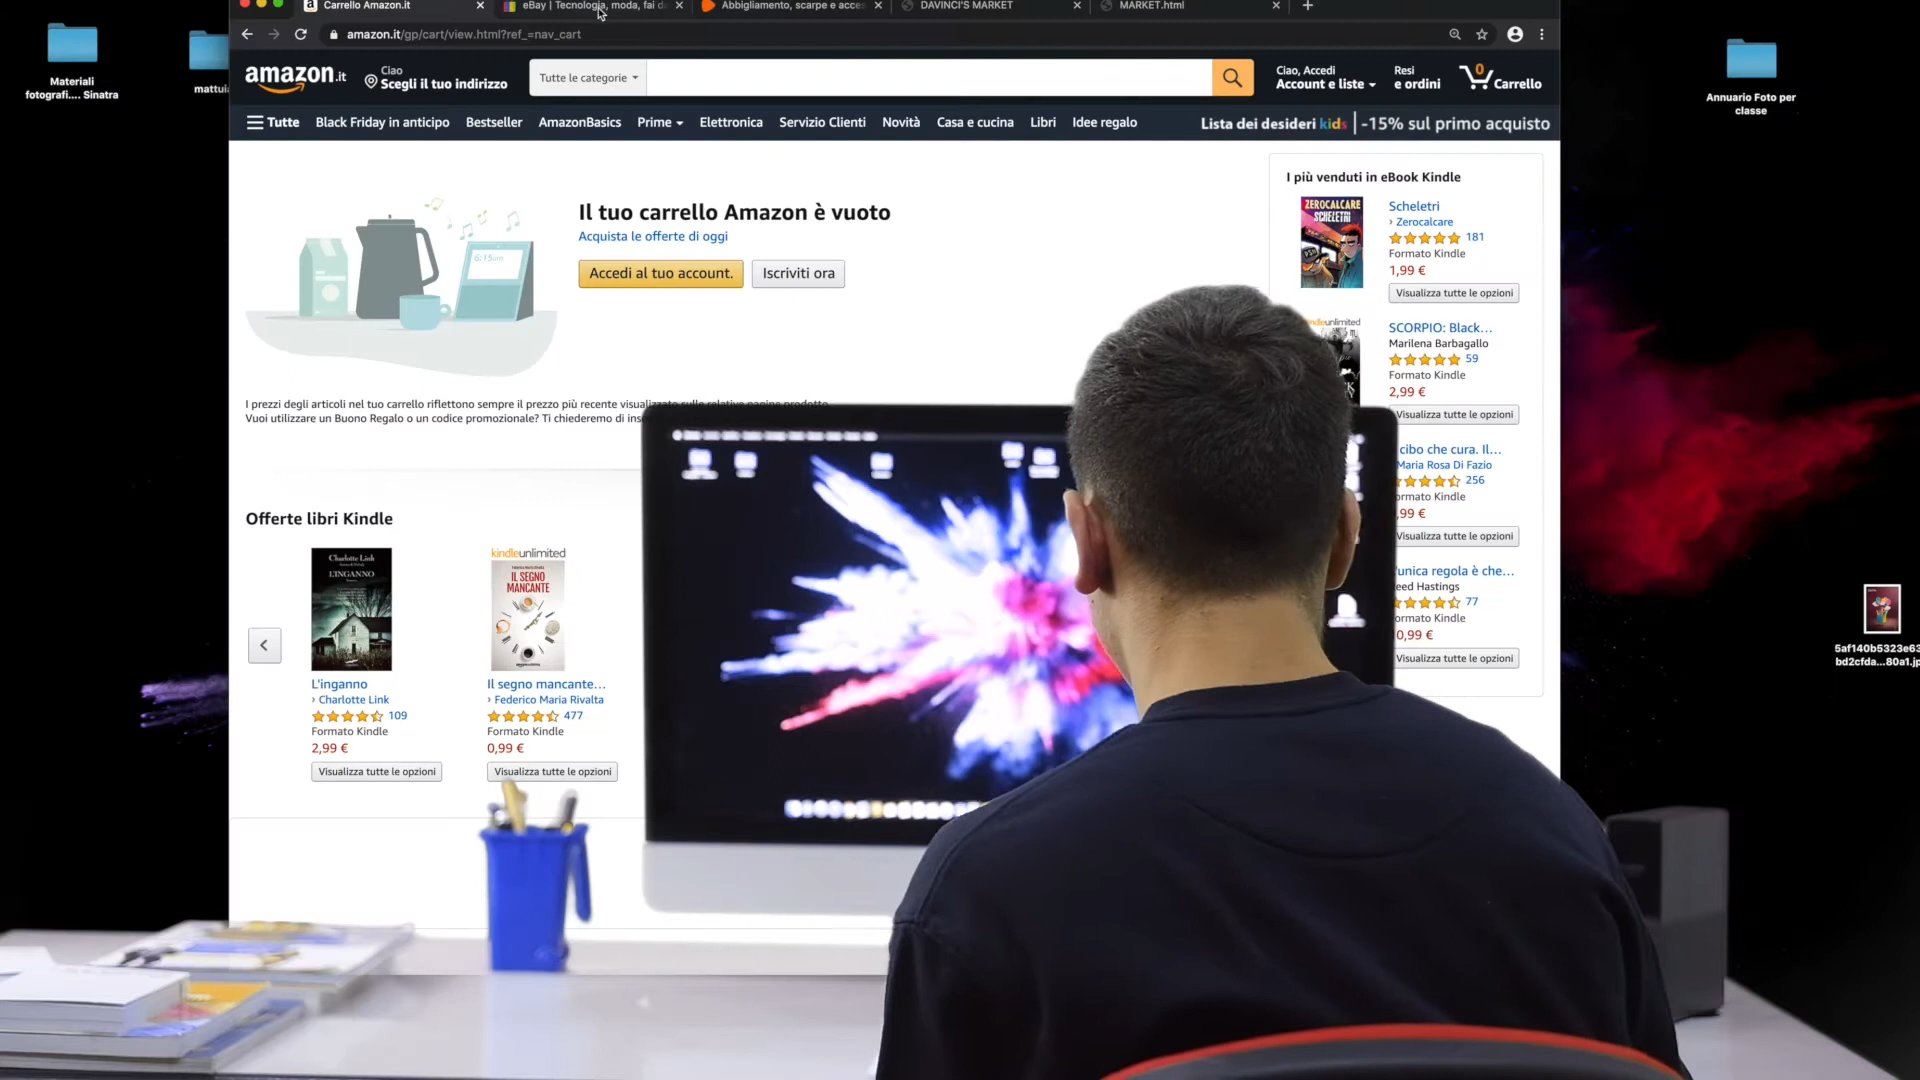 Carrello Amazon.it
eBay | Tecnologia, moda, fai d
Abbigliamento, scarpe e acces
DAVINCI'S MARKET
MARKET.html
amazon.it/gp/cart/view.html?ref_=nav_cart
Materiali
fotografi.... Sinatra
mattuia
Annuario Foto per
classe
amazon.it
Ciao
Scegli il tuo indirizzo
Tutte le categorie
Ciao, Accedi
Account e liste
Resi
e ordini
0
Carrello
Tutte
Black Friday in anticipo
Bestseller
AmazonBasics
Prime
Elettronica
Servizio Clienti
Novità
Casa e cucina
Libri
Idee regalo
Lista dei desideri kids | -15% sul primo acquisto
6:15
Il tuo carrello Amazon è vuoto
Acquista le offerte di oggi
Accedi al tuo account.
Iscriviti ora
I prezzi degli articoli nel tuo carrello riflettono sempre il prezzo più recente visualizzato sulle relative pagine prodotto.
Vuoi utilizzare un Buono Regalo o un codice promozionale? Ti chiederemo di ins
Offerte libri Kindle
Charlotte Link
L'INGANNO
L'inganno
› Charlotte Link
109
Formato Kindle
2,99 €
Visualizza tutte le opzioni
kindleunlimited
Federico Maria Rivalta
IL SEGNO
MANCANTE
Il segno mancante...
› Federico Maria Rivalta
477
Formato Kindle
0,99 €
Visualizza tutte le opzioni
I più venduti in eBook Kindle
ZEROCALCARE
SCHELETRI
Scheletri
› Zerocalcare
181
Formato Kindle
1,99 €
Visualizza tutte le opzioni
dleunlimited
SCORPIO: Black...
Marilena Barbagallo
59
Formato Kindle
2,99 €
Visualizza tutte le opzioni
cibo che cura. Il...
Maria Rosa Di Fazio
256
ormato Kindle
,99 €
Visualizza tutte le opzioni
'unica regola è che...
eed Hastings
77
ormato Kindle
0,99 €
Visualizza tutte le opzioni
5af140b5323e63
bd2cfda...80a1.jp